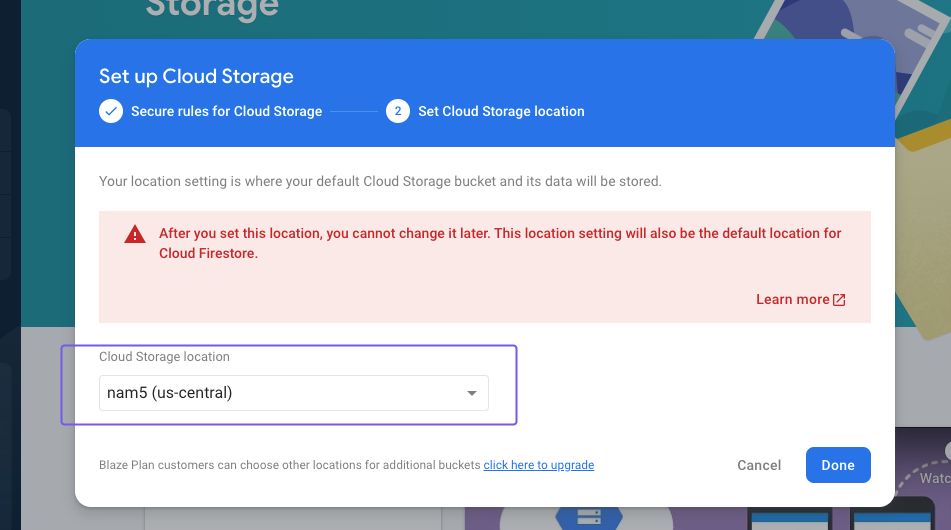 Storage
Set up Cloud Storage
Secure rules for Cloud Storage
2 Set Cloud Storage location
Your location setting is where your default Cloud Storage bucket and its data will be stored.
After you set this location, you cannot change it later. This location setting will also be the default location for
Cloud Firestore.
Learn more
Cloud Storage location
nam5 (us-central)
Blaze Plan customers can choose other locations for additional buckets click here to upgrade
Cancel
Done